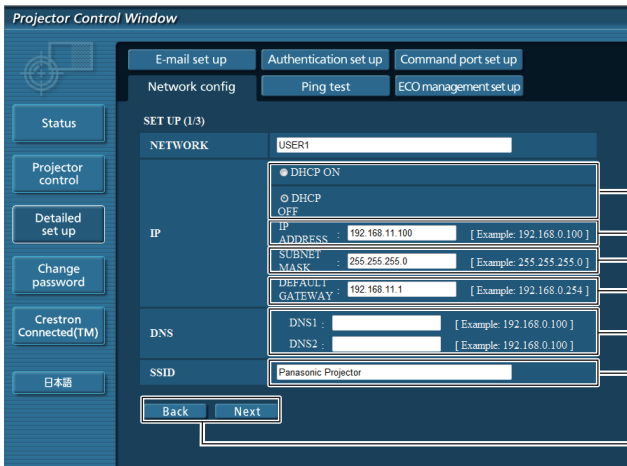 Projector Control Window
E-mail set up
Authentication set up
Command port set up
Network config
Ping test
ECO management set up
Status
Projector
control
Detailed
set up
Change
password
Crestron
Connected(TM)
日本語
SET UP (1/3)
NETWORK
USER1
IP
DHCP ON
DHCP
OFF
IP
ADDRESS : 192.168.11.100 [ Example: 192.168.0.100 ]
SUBNET
MASK : 255.255.255.0 [ Example: 255.255.255.0 ]
DEFAULT
GATEWAY : 192.168.11.1 [ Example: 192.168.0.254 ]
DNS
DNS1 : [ Example: 192.168.0.100 ]
DNS2 : [ Example: 192.168.0.100 ]
SSID
Panasonic Projector
Back
Next